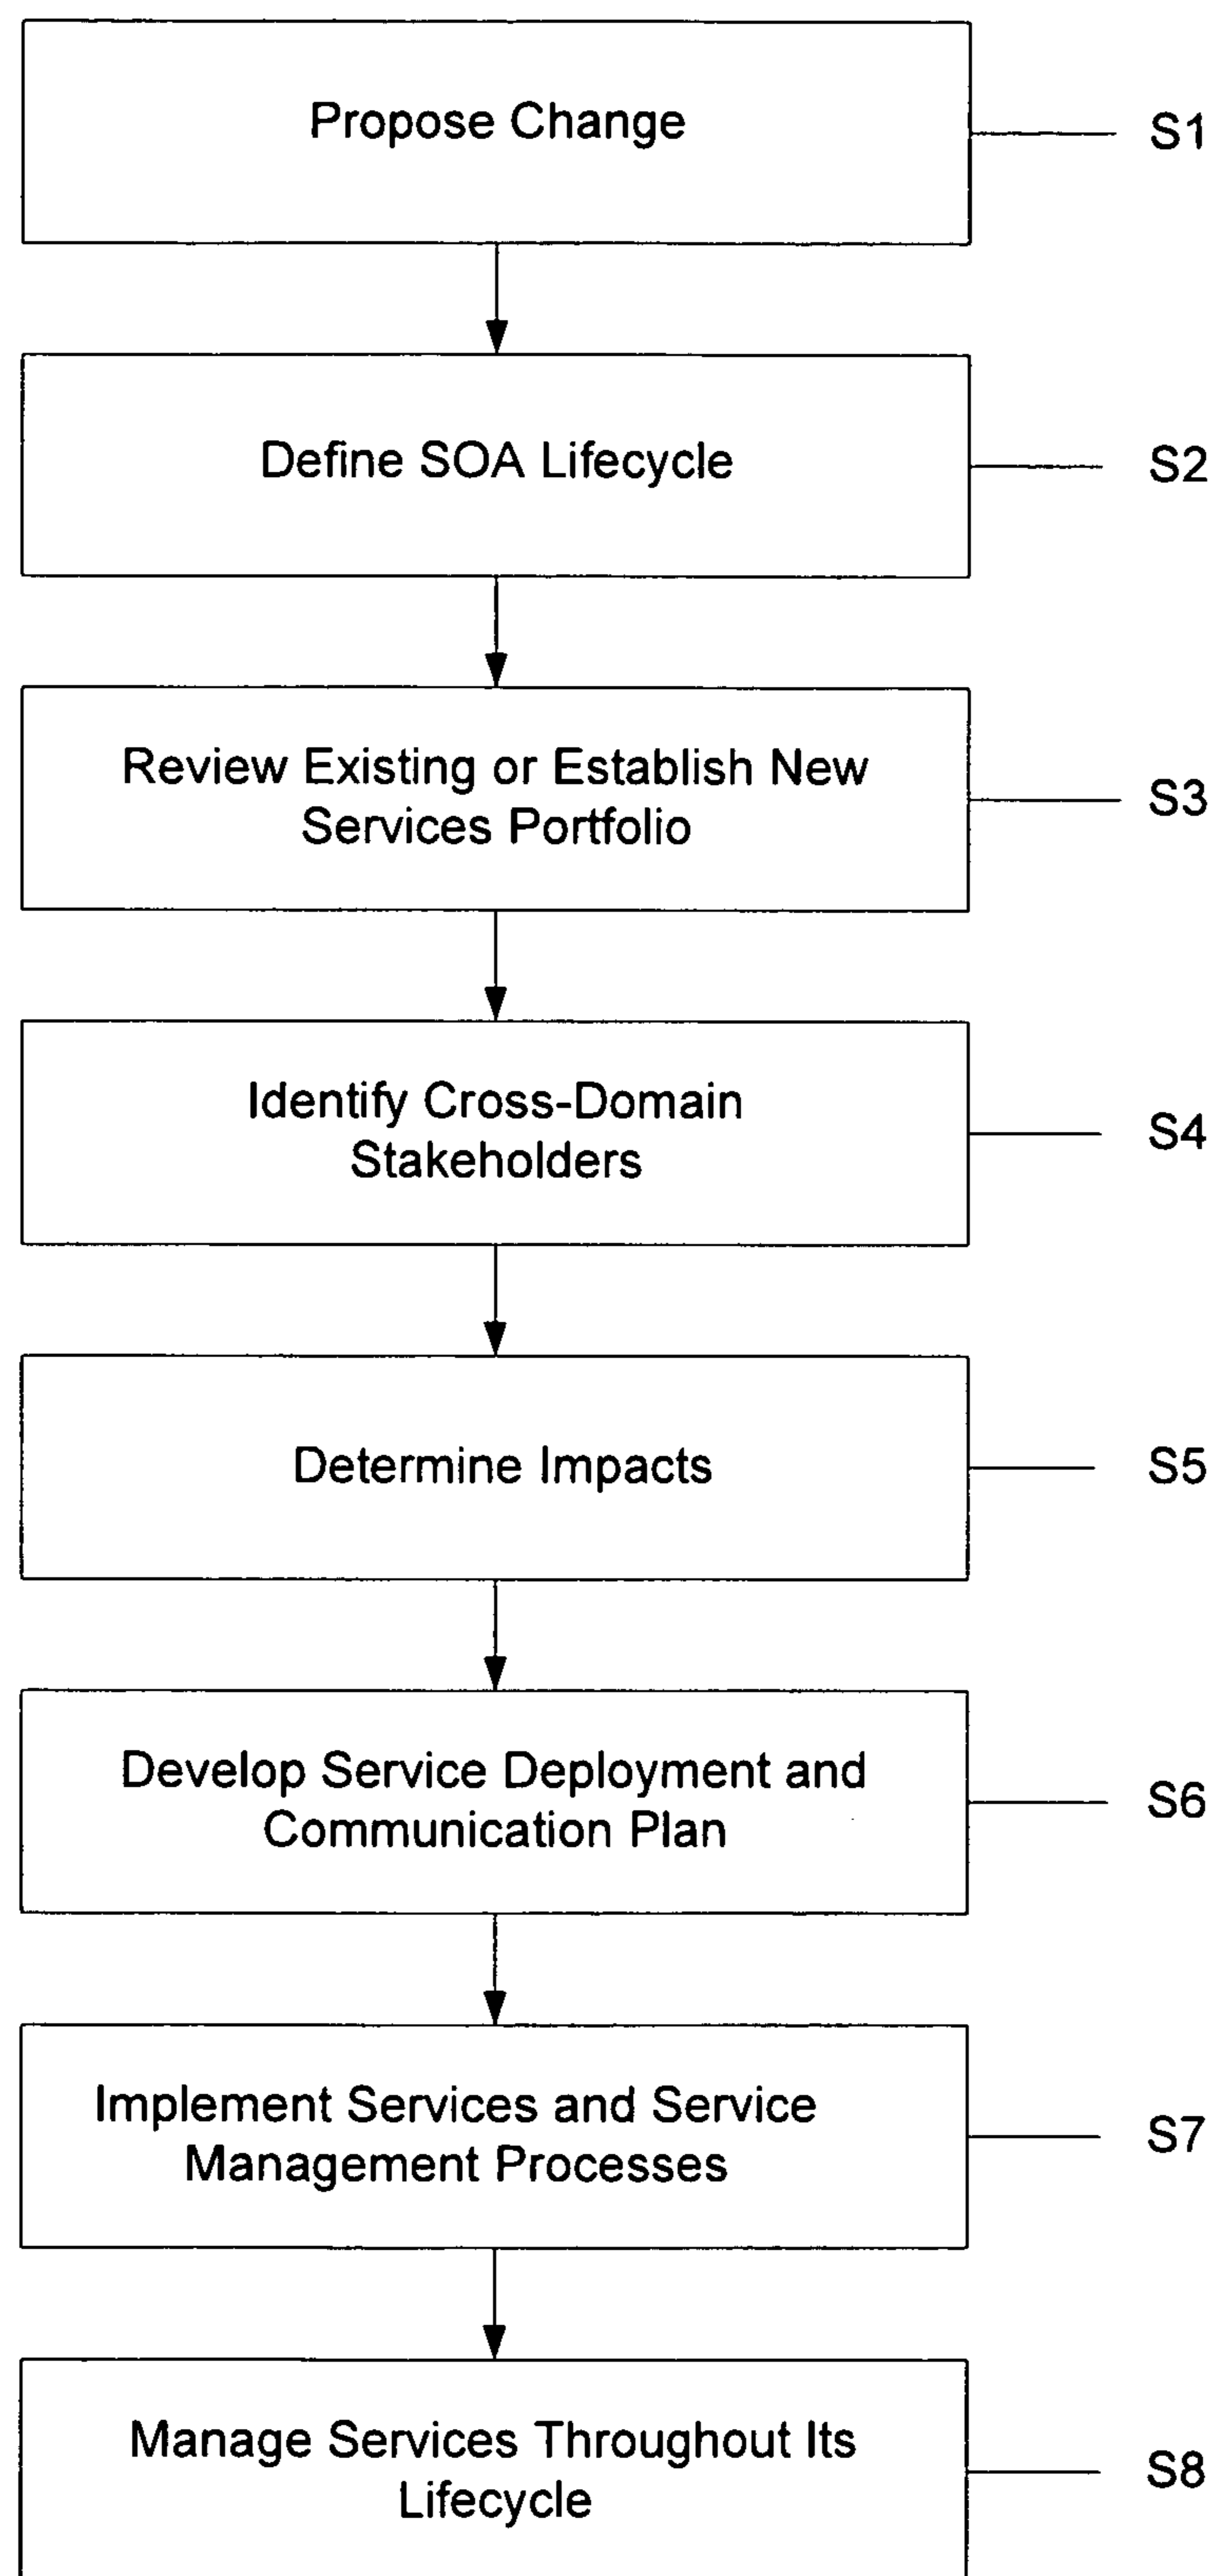 Propose Change
S1
Define SOA Lifecycle
S2
Review Existing or Establish New
Services Portfolio
S3
Identify Cross-Domain
Stakeholders
S4
Determine Impacts
S5
Develop Service Deployment and
Communication Plan
S6
Implement Services and Service
Management Processes
S7
Manage Services Throughout Its
Lifecycle
S8